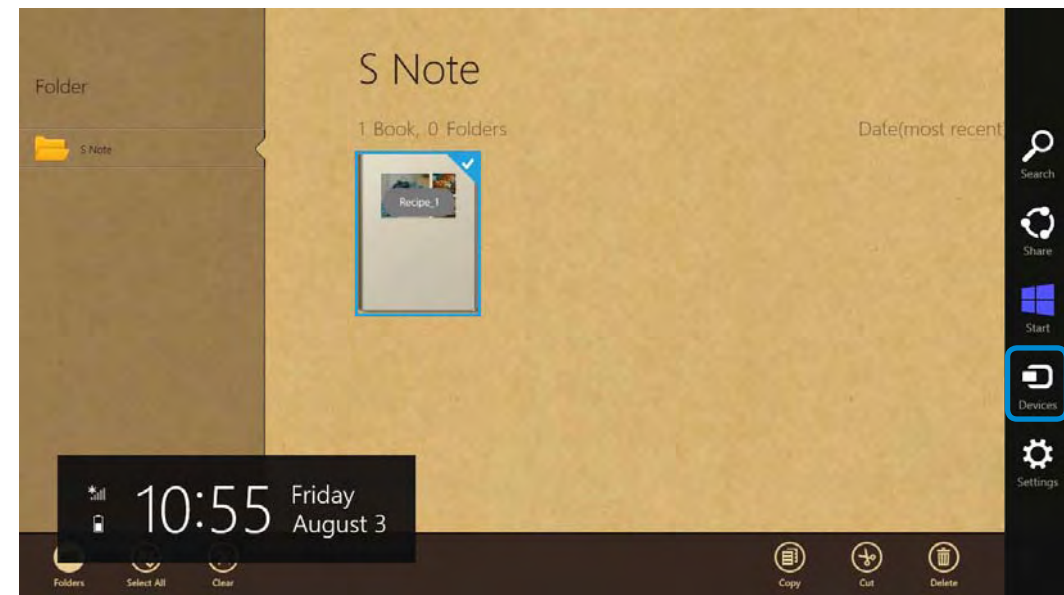 Folder
S Note
S Note
1 Book, 0 Folders
Date(most recent
Recipe_1
Search
Share
Start
Devices
Settings
10:55
Friday
August 3
Folders
Select All
Clear
Copy
Cut
Delete